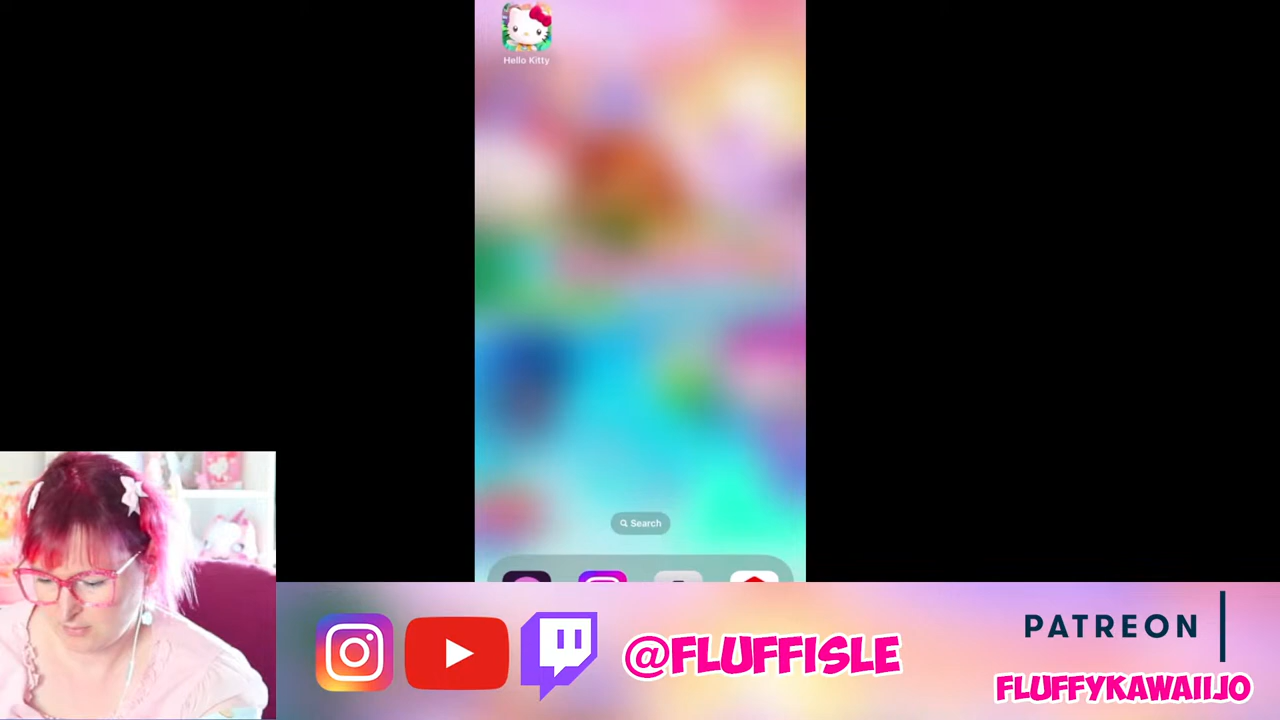 Hello Kitty
Search
@FLUFFISLE
PATREON
FLUFFYKAWAIIJO